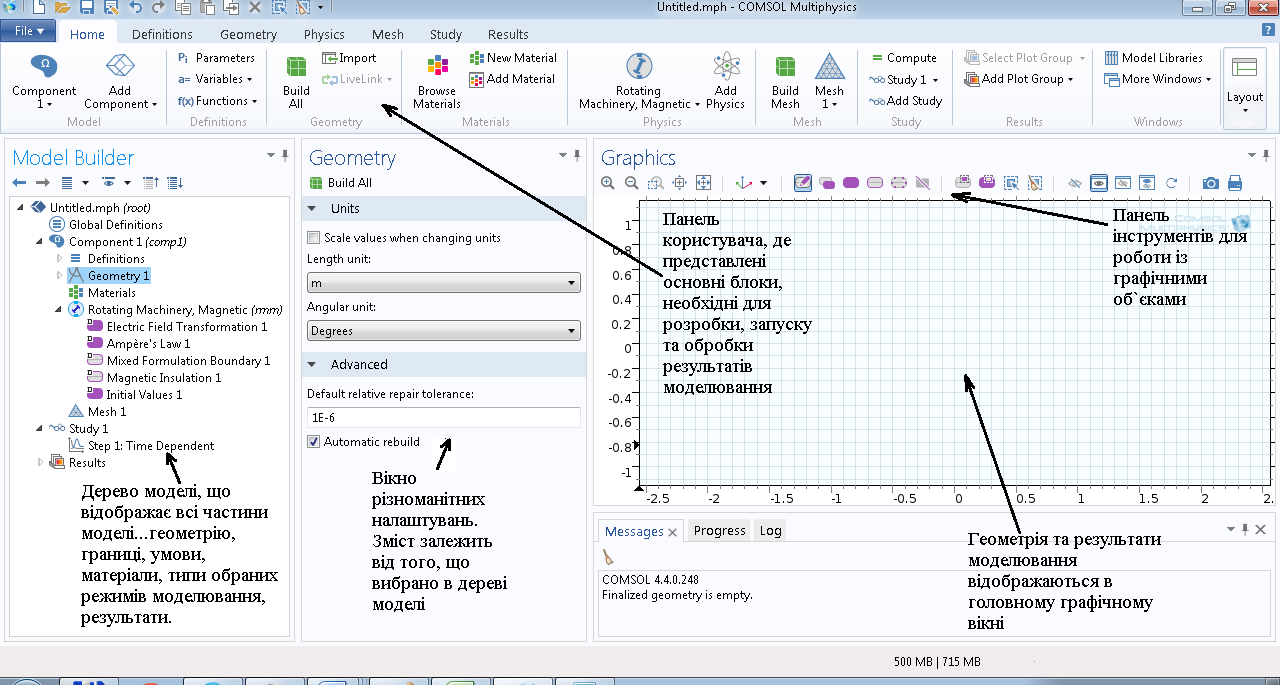 Untitled.mph - COMSOL Multiphysics
File
Home
Definitions
Geometry
Physics
Mesh
Study
Results
Component
1
Add
Component
Model
Pi Parameters
a= Variables
f(x) Functions
Definitions
Build
All
Import
LiveLink
Geometry
Browse
Materials
New Material
Add Material
Materials
Rotating
Machinery, Magnetic
Add
Physics
Physics
Build
Mesh
Mesh
1
Mesh
= Compute
Study 1
Add Study
Study
Select Plot Group
Add Plot Group
Results
Model Libraries
More Windows
Windows
Layout
Model Builder
Untitled.mph (root)
Global Definitions
Component 1 (comp1)
Definitions
Geometry 1
Materials
Rotating Machinery, Magnetic (rmm)
Electric Field Transformation 1
Ampère's Law 1
Mixed Formulation Boundary 1
Magnetic Insulation 1
Initial Values 1
Mesh 1
Study 1
Step 1: Time Dependent
Results
Дерево моделі, що
відображає всі частини
моделі...геометрію,
границі, умови,
матеріали, типи обраних
режимів моделювання,
результати.
Geometry
Build All
Units
Scale values when changing unit
Length unit:
m
Angular unit:
Degrees
Advanced
Default relative repair tolerance:
1E-6
Automatic rebuild
Вікно
різноманітних
налаштувань.
Зміст залежить
від того, що
вибрано в дереві
моделі
Graphics
1
0.8
0.6
0.4
0.2
0
-0.2
-0.4
-0.6
-0.8
-1
-2.5
-2
-1.5
-1
-0.5
0
0.5
1
1.5
2
2.
COMSOL
Панель
користувача, де
представлені
основні блоки,
необхідні для
розробки, запуску
та обробки
результатів
моделювання
Панель
інструментів для
роботи із
графічними
об`єками
Messages
Progress
Log
COMSOL 4.4.0.248
Finalized geometry is empty.
Геометрія та результати
моделювання
відображаються в
головному графічному
вікні
500 MB | 715 MB